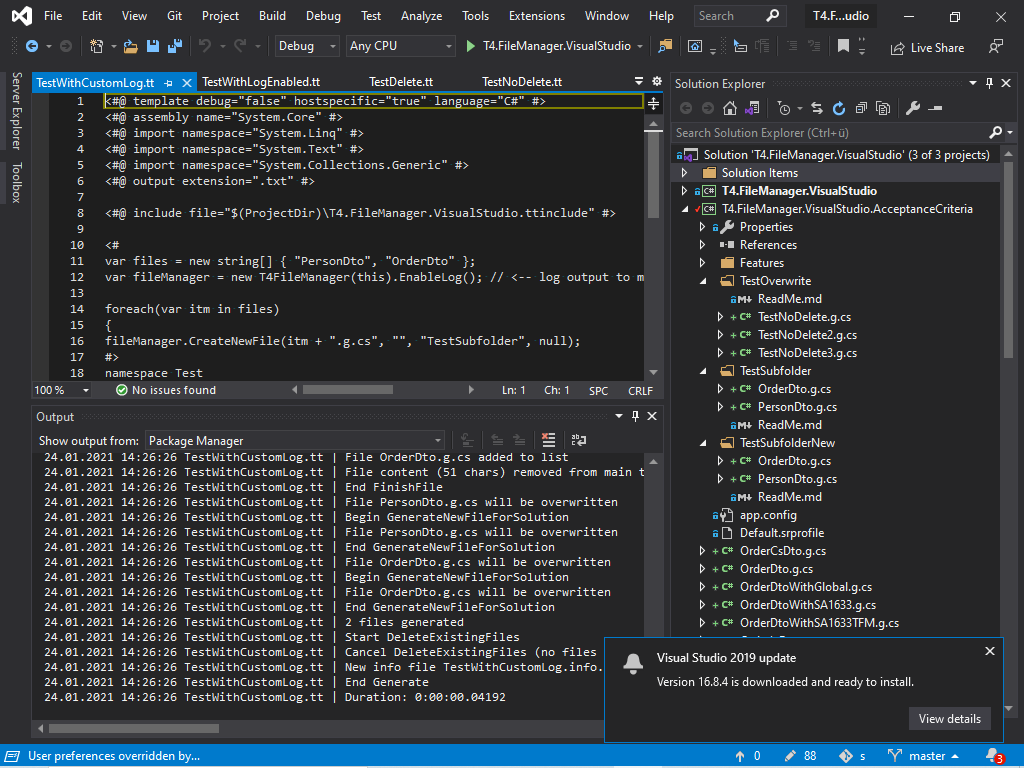 File Edit View Git Project Build Debug Test Analyze Tools Extensions Window Help Search T4.F...udio
Debug Any CPU T4.FileManager.VisualStudio Live Share
Server Explorer
Toolbox
TestWithCustomLog.tt TestWithLogEnabled.tt TestDelete.tt TestNoDelete.tt
1 <#@ template debug="false" hostspecific="true" language="C#" #>
2 <#@ assembly name="System.Core" #>
3 <#@ import namespace="System.Linq" #>
4 <#@ import namespace="System.Text" #>
5 <#@ import namespace="System.Collections.Generic" #>
6 <#@ output extension=".txt" #>
7
8 <#@ include file="$(ProjectDir)\T4.FileManager.VisualStudio.ttinclude" #>
9
10 <#
11 var files = new string[] { "PersonDto", "OrderDto" };
12 var fileManager = new T4FileManager(this).EnableLog(); // <-- log output to m
13
14 foreach(var itm in files)
15 {
16 fileManager.CreateNewFile(itm + ".g.cs", "", "TestSubfolder", null);
17 #>
18 namespace Test
100 % No issues found Ln: 1 Ch: 1 SPC CRLF
Output
Show output from: Package Manager
24.01.2021 14:26:26 TestWithCustomLog.tt | File OrderDto.g.cs added to list
24.01.2021 14:26:26 TestWithCustomLog.tt | File content (51 chars) removed from main t
24.01.2021 14:26:26 TestWithCustomLog.tt | End FinishFile
24.01.2021 14:26:26 TestWithCustomLog.tt | File PersonDto.g.cs will be overwritten
24.01.2021 14:26:26 TestWithCustomLog.tt | Begin GenerateNewFileForSolution
24.01.2021 14:26:26 TestWithCustomLog.tt | File PersonDto.g.cs will be overwritten
24.01.2021 14:26:26 TestWithCustomLog.tt | End GenerateNewFileForSolution
24.01.2021 14:26:26 TestWithCustomLog.tt | File OrderDto.g.cs will be overwritten
24.01.2021 14:26:26 TestWithCustomLog.tt | Begin GenerateNewFileForSolution
24.01.2021 14:26:26 TestWithCustomLog.tt | File OrderDto.g.cs will be overwritten
24.01.2021 14:26:26 TestWithCustomLog.tt | End GenerateNewFileForSolution
24.01.2021 14:26:26 TestWithCustomLog.tt | 2 files generated
24.01.2021 14:26:26 TestWithCustomLog.tt | Start DeleteExistingFiles
24.01.2021 14:26:26 TestWithCustomLog.tt | Cancel DeleteExistingFiles (no files
24.01.2021 14:26:26 TestWithCustomLog.tt | New info file TestWithCustomLog.info.
24.01.2021 14:26:26 TestWithCustomLog.tt | End Generate
24.01.2021 14:26:26 TestWithCustomLog.tt | Duration: 0:00:00.04192
Solution Explorer
Search Solution Explorer (Ctrl+ü)
Solution 'T4.FileManager.VisualStudio' (3 of 3 projects)
Solution Items
C# T4.FileManager.VisualStudio
C# T4.FileManager.VisualStudio.AcceptanceCriteria
Properties
References
Features
TestOverwrite
M ReadMe.md
+ C# TestNoDelete.g.cs
+ C# TestNoDelete2.g.cs
+ C# TestNoDelete3.g.cs
TestSubfolder
+ C# OrderDto.g.cs
+ C# PersonDto.g.cs
M ReadMe.md
TestSubfolderNew
+ C# OrderDto.g.cs
+ C# PersonDto.g.cs
M ReadMe.md
app.config
Default.srprofile
+ C# OrderCsDto.g.cs
+ C# OrderDto.g.cs
+ C# OrderDtoWithGlobal.g.cs
+ C# OrderDtoWithSA1633.g.cs
+ C# OrderDtoWithSA1633TFM.g.cs
Visual Studio 2019 update
Version 16.8.4 is downloaded and ready to install.
View details
User preferences overridden by... 0 88 s master 3